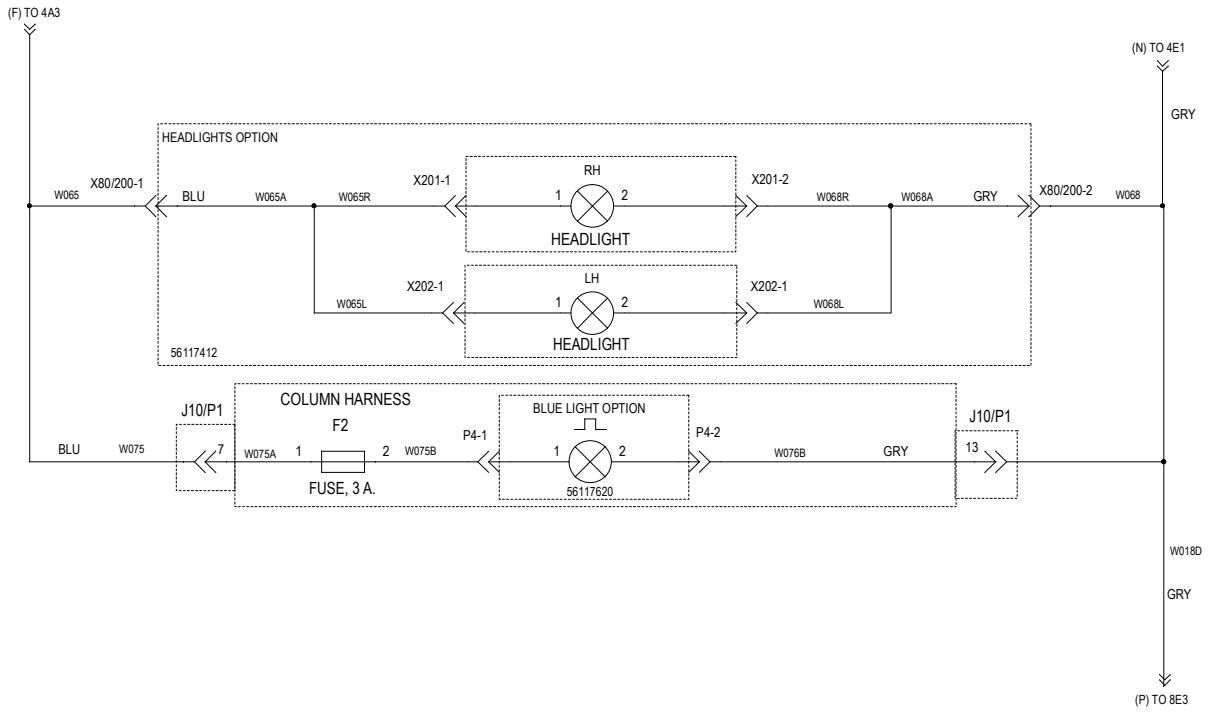 (F) TO 4A3
(N) TO 4E1
GRY
HEADLIGHTS OPTION
W065
X80/200-1
BLU
W065A
W065R
X201-1
RH
1
2
HEADLIGHT
X201-2
W068R
W068A
GRY
X80/200-2
W068
W065L
X202-1
LH
1
2
HEADLIGHT
X202-1
W068L
56117412
COLUMN HARNESS
F2
BLUE LIGHT OPTION
J10/P1
J10/P1
BLU
W075
7
W075A
1
2
W075B
P4-1
1
2
P4-2
W076B
GRY
13
FUSE, 3 A.
56117620
W018D
GRY
(P) TO 8E3